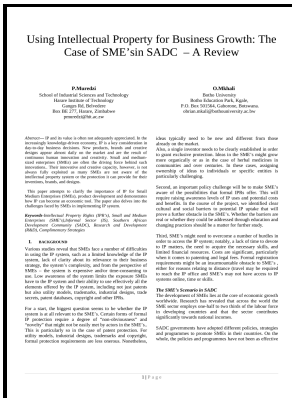 Using Intellectual Property for Business Growth: The
Case of SME'sin SADC – A Review
P.Muredzi
School of Industrial Sciences and Technology
Harare Institute of Technology
Ganges Rd, Belvedere
Box BE 277, Harare, Zimbabwe
pmuredzi@hit.ac.zw
O.Mthak
Botho University
Botho Education Park, Kgale,
P.O. Box 501564, Gaborone, Botswana.
Abstract— IP and its value is often not adequately appreciated. In the
increasingly knowledge-driven economy, IP is a key consideration in
day-to-day business decisions. New products, brands and creative
designs appear almost daily on the market and are the result of
continuous human innovation and creativity. Small and medium-
sized enterprises (SMEs) are often the driving force behind such
innovations. Their innovative and creative capacity, however, is not
always fully exploited as many SMEs are not aware of the
intellectual property system or the protection it can provide for their
inventions, brands, and designs.
This paper attempts to clarify the importance of IP for Small
Medium Enterprises (SMEs), product development and demonstrates
how IP can become an economic tool. The paper also delves into the
challenges faced by SMEs in implementing IP system.
Keywords-Intellectual Property Rights (IPR's), Small and Medium
Development Community (SADC), Research and Development
(R&D), Complementary Strategies
I. BACKGROUND
Various studies reveal that SMEs face a number of difficulties
in using the IP system, such as a limited knowledge of the IP
system, lack of clarity about its relevance to their business
strategy, the system's complexity, and from the perspective of
SMEs – the system is expensive and/or time-consuming to
use. Low awareness of the system limits the exposure SMEs
have to the IP system and their ability to use effectively all the
elements offered by the IP system, including not just patents
but also utility models, trademarks, industrial designs, trade
secrets, patent databases, copyright and other IPRs.
For a start, the biggest question seems to be whether the IP
system is at all relevant to the SME's. Certain forms of formal
IP protection require a degree of "non-obviousness" and
"novelty" that might not be easily met by actors in the SME's.
This is particularly so in the case of patent protection. For
utility models, industrial designs, trademarks and copyright,
formal protection requirements are less onerous. Nonetheless,
ideas typically need to be new and different from those
already on the market.
Also, a single inventor needs to be clearly established in order
to grant exclusive protection. Ideas in the SME's might grow
more organically or as in the case of herbal medicines in
communities and over centuries. In these cases, assigning
ownership of ideas to individuals or specific entities is
particularly challenging.
Second, an important policy challenge will be to make SME's
aware of the possibilities that formal IPRs offer. This will
require raising awareness levels of IP uses and potential costs
and benefits. In the course of the project, we identified clear
cultural and social barriers to potential IP uptake that will
prove a further obstacle in the SME's. Whether the barriers are
real or whether they could be addressed through education and
changing practices should be a matter for further study.
Third, SME's might need to overcome a number of hurdles in
order to access the IP system; notably, a lack of time to devote
to IP matters, the need to acquire the necessary skills, and
limited financial resources. Costs are significant, particularly
when it comes to patenting and legal fees. Formal registration
requirements might be an insurmountable obstacle to SME's ,
either for reasons relating to distance (travel may be required
to reach the IP office and SME's may not have access to IP
systems online, time or skills.
The SME's Scenario in SADC
The development of SMEs lies at the core of economic growth
worldwide. Research has revealed that across the world the
SME sector employs one-half to two thirds of the labour force
in developing countries and that the sector contributes
significantly towards national incomes.
SADC governments have adopted different policies, strategies
and programmes to promote SMEs in their countries. On the
whole, the policies and programmes have not been as effective
1 | P a g e